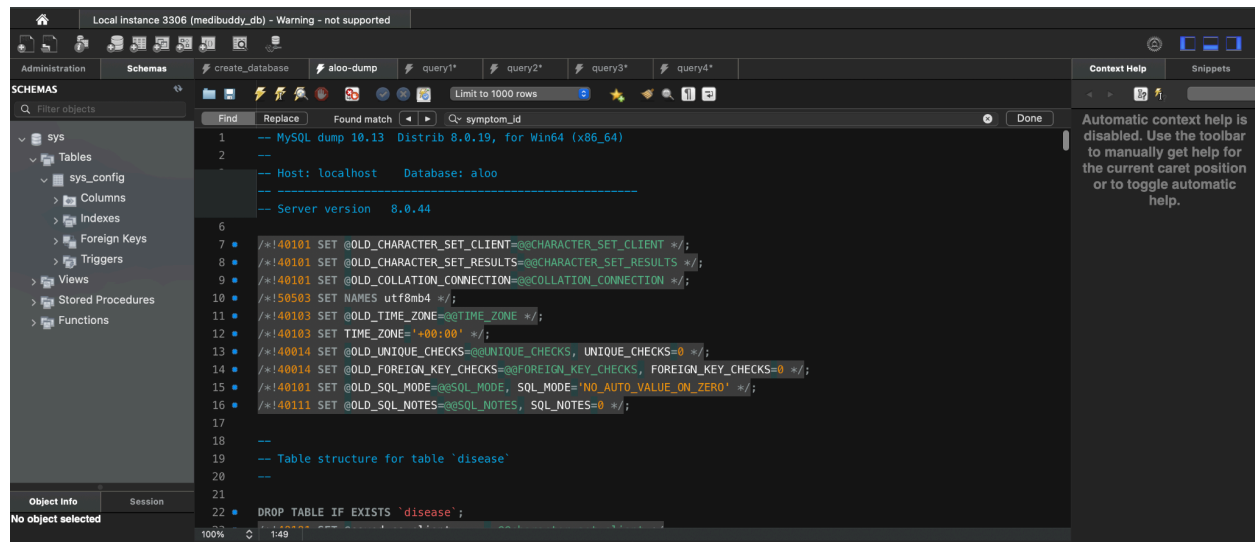 Local instance 3306 (medibuddy_db) - Warning - not supported
Administration
Schemas
create_database
aloo-dump
query1*
query2*
query3*
query4*
Context Help
Snippets
SCHEMAS
Limit to 1000 rows
Filter objects
Find
Replace
Found match
symptom_id
Done
sys
Tables
sys_config
Columns
Indexes
Foreign Keys
Triggers
Views
Stored Procedures
Functions
1 -- MySQL dump 10.13 Distrib 8.0.19, for Win64 (x86_64)
2 --
-- Host: localhost Database: aloo
-- ------------------------------------------------------
-- Server version 8.0.44
6
7 /*!40101 SET @OLD_CHARACTER_SET_CLIENT=@@CHARACTER_SET_CLIENT */;
8 /*!40101 SET @OLD_CHARACTER_SET_RESULTS=@@CHARACTER_SET_RESULTS */;
9 /*!40101 SET @OLD_COLLATION_CONNECTION=@@COLLATION_CONNECTION */;
10 /*!50503 SET NAMES utf8mb4 */;
11 /*!40103 SET @OLD_TIME_ZONE=@@TIME_ZONE */;
12 /*!40103 SET TIME_ZONE='+00:00' */;
13 /*!40014 SET @OLD_UNIQUE_CHECKS=@@UNIQUE_CHECKS, UNIQUE_CHECKS=0 */;
14 /*!40014 SET @OLD_FOREIGN_KEY_CHECKS=@@FOREIGN_KEY_CHECKS, FOREIGN_KEY_CHECKS=0 */;
15 /*!40101 SET @OLD_SQL_MODE=@@SQL_MODE, SQL_MODE='NO_AUTO_VALUE_ON_ZERO' */;
16 /*!40111 SET @OLD_SQL_NOTES=@@SQL_NOTES, SQL_NOTES=0 */;
17
18 --
19 -- Table structure for table `disease`
20 --
21
22 DROP TABLE IF EXISTS `disease`;
Automatic context help is
disabled. Use the toolbar
to manually get help for
the current caret position
or to toggle automatic
help.
Object Info
Session
No object selected
100%
1:49